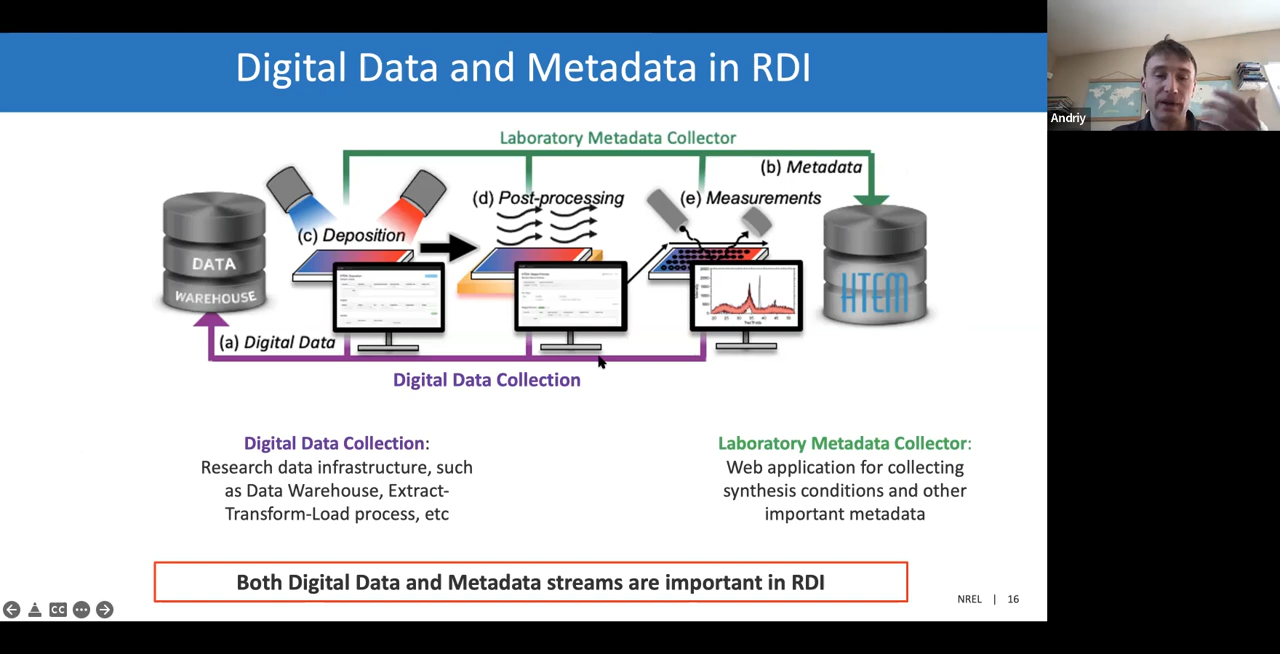 Digital Data and Metadata in RDI
Andriy
Laboratory Metadata Collector
(b) Metadata
(d) Post-processing
(e) Measurements
(c) Deposition
DATA
WAREHOUSE
HTEM
(a) Digital Data
Digital Data Collection
Digital Data Collection:
Research data infrastructure, such
as Data Warehouse, Extract-
Transform-Load process, etc
Laboratory Metadata Collector:
Web application for collecting
synthesis conditions and other
important metadata
Both Digital Data and Metadata streams are important in RDI
NREL | 16
CC